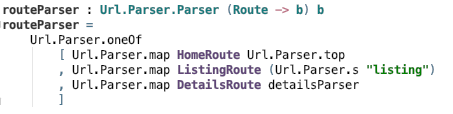 routeParser : Url.Parser.Parser (Route -> b) b
routeParser =
    Url.Parser.oneOf
        [ Url.Parser.map HomeRoute Url.Parser.top
        , Url.Parser.map ListingRoute (Url.Parser.s "listing")
        , Url.Parser.map DetailsRoute detailsParser
        ]